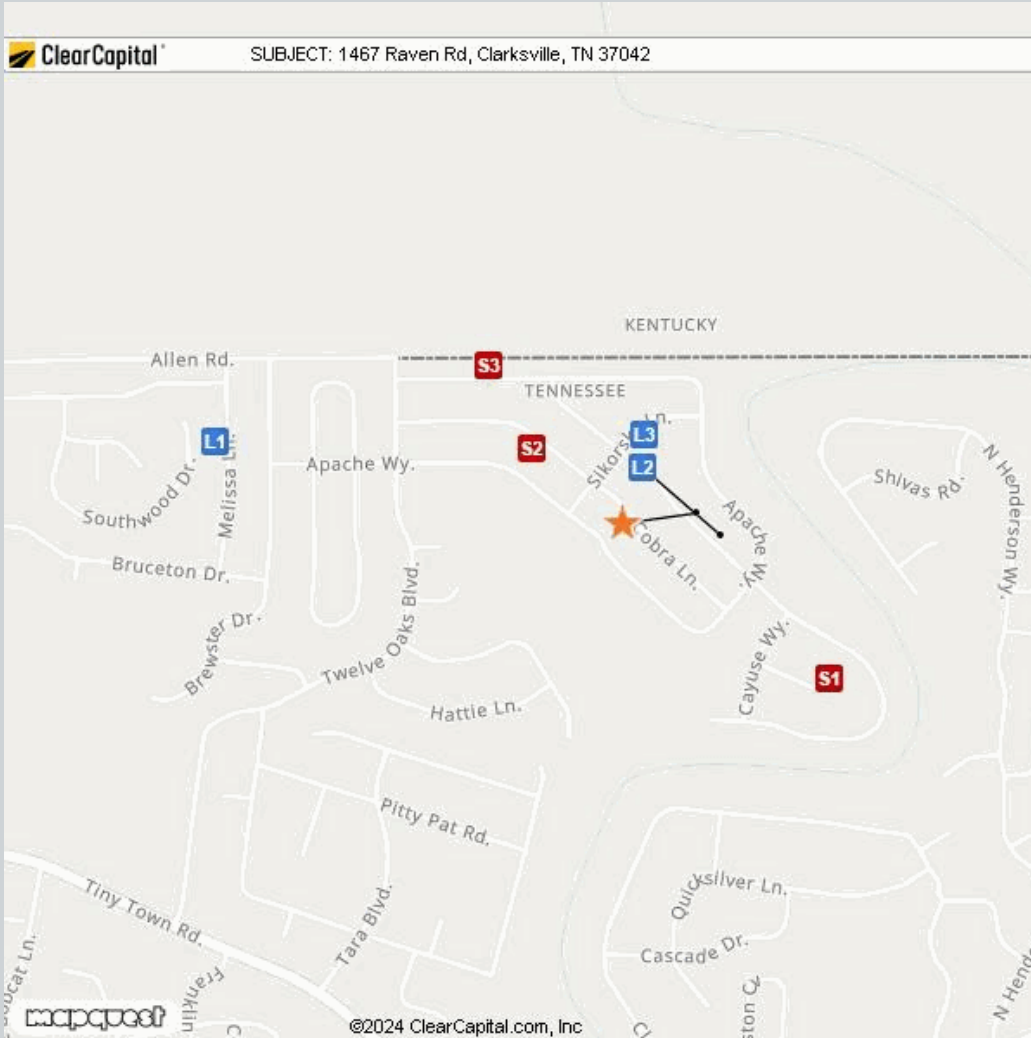 ClearCapital
SUBJECT: 1467 Raven Rd, Clarksville, TN 37042
KENTUCKY
Allen Rd.
S3
TENNESSEE
L1
L3
S2
L2
Apache Wy.
Southwood Dr.
Melissa Ln.
Shivas Rd.
N Henderson Wy.
Apache Wy.
Cobra Ln.
Bruceton Dr.
Brewster Dr.
Twelve Oaks Blvd.
Cayuse Wy.
S1
Hattie Ln.
Pitty Pat Rd.
Tiny Town Rd.
Tara Blvd.
Quicksilver Ln.
Cascade Dr.
Franklin
N Hend
mapquest
©2024 ClearCapital.com, Inc